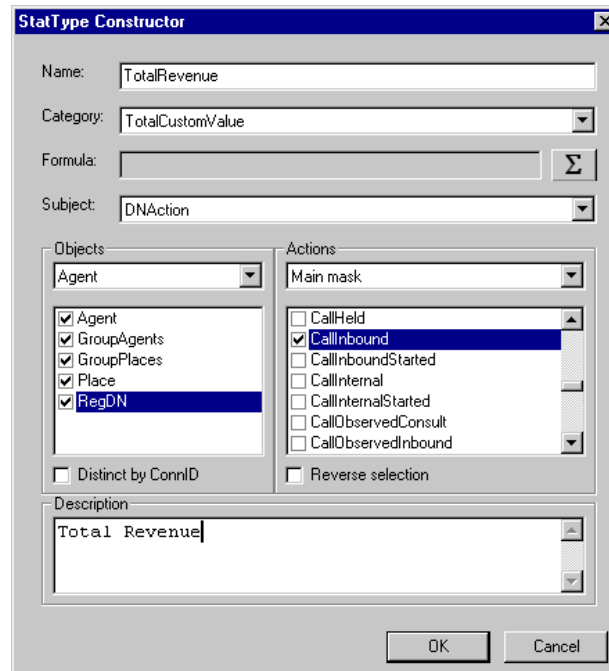 StatType Constructor
Name:
TotalRevenue
Category:
TotalCustomValue
Formula:
Σ
Subject:
DNAction
Objects
Agent
Agent
GroupAgents
GroupPlaces
Place
RegDN
Distinct by ConnID
Actions
Main mask
CallHeld
CallInbound
CallInboundStarted
CallInternal
CallInternalStarted
CallObservedConsult
CallObservedInbound
Reverse selection
Description
Total Revenue
OK
Cancel